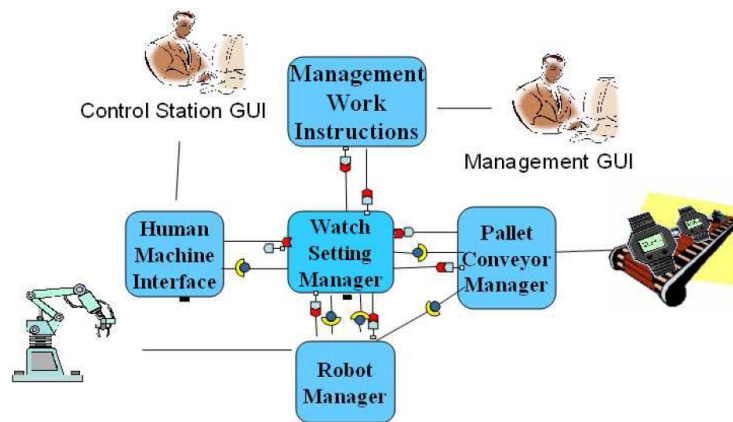 Management
Work
Instructions
Control Station GUI
Management GUI
Human
Machine
Interface
Watch
Setting
Manager
Pallet
Conveyor
Manager
Robot
Manager